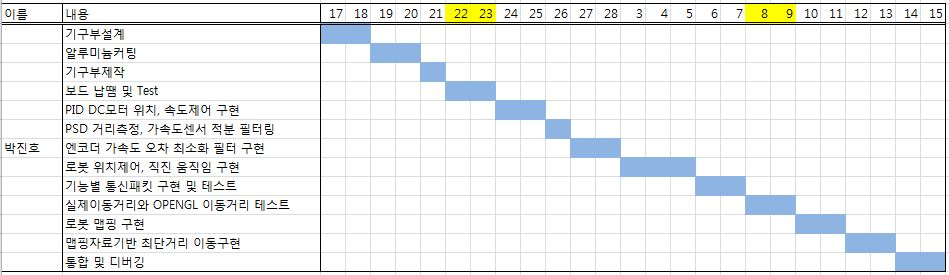 이름 내용 17 18 19 20 21 22 23 24 25 26 27 28 3 4 5 6 7 8 9 10 11 12 13 14 15
기구부설계
알루미늄커팅
기구부제작
보드 납땜 및 Test
PID DC모터 위치, 속도제어 구현
PSD 거리측정, 가속도센서 적분 필터링
박진호 엔코더 가속도 오차 최소화 필터 구현
로봇 위치제어, 직진 움직임 구현
기능별 통신패킷 구현 및 테스트
실제이동거리와 OPENGL 이동거리 테스트
로봇 맵핑 구현
맵핑자료기반 최단거리 이동구현
통합 및 디버깅